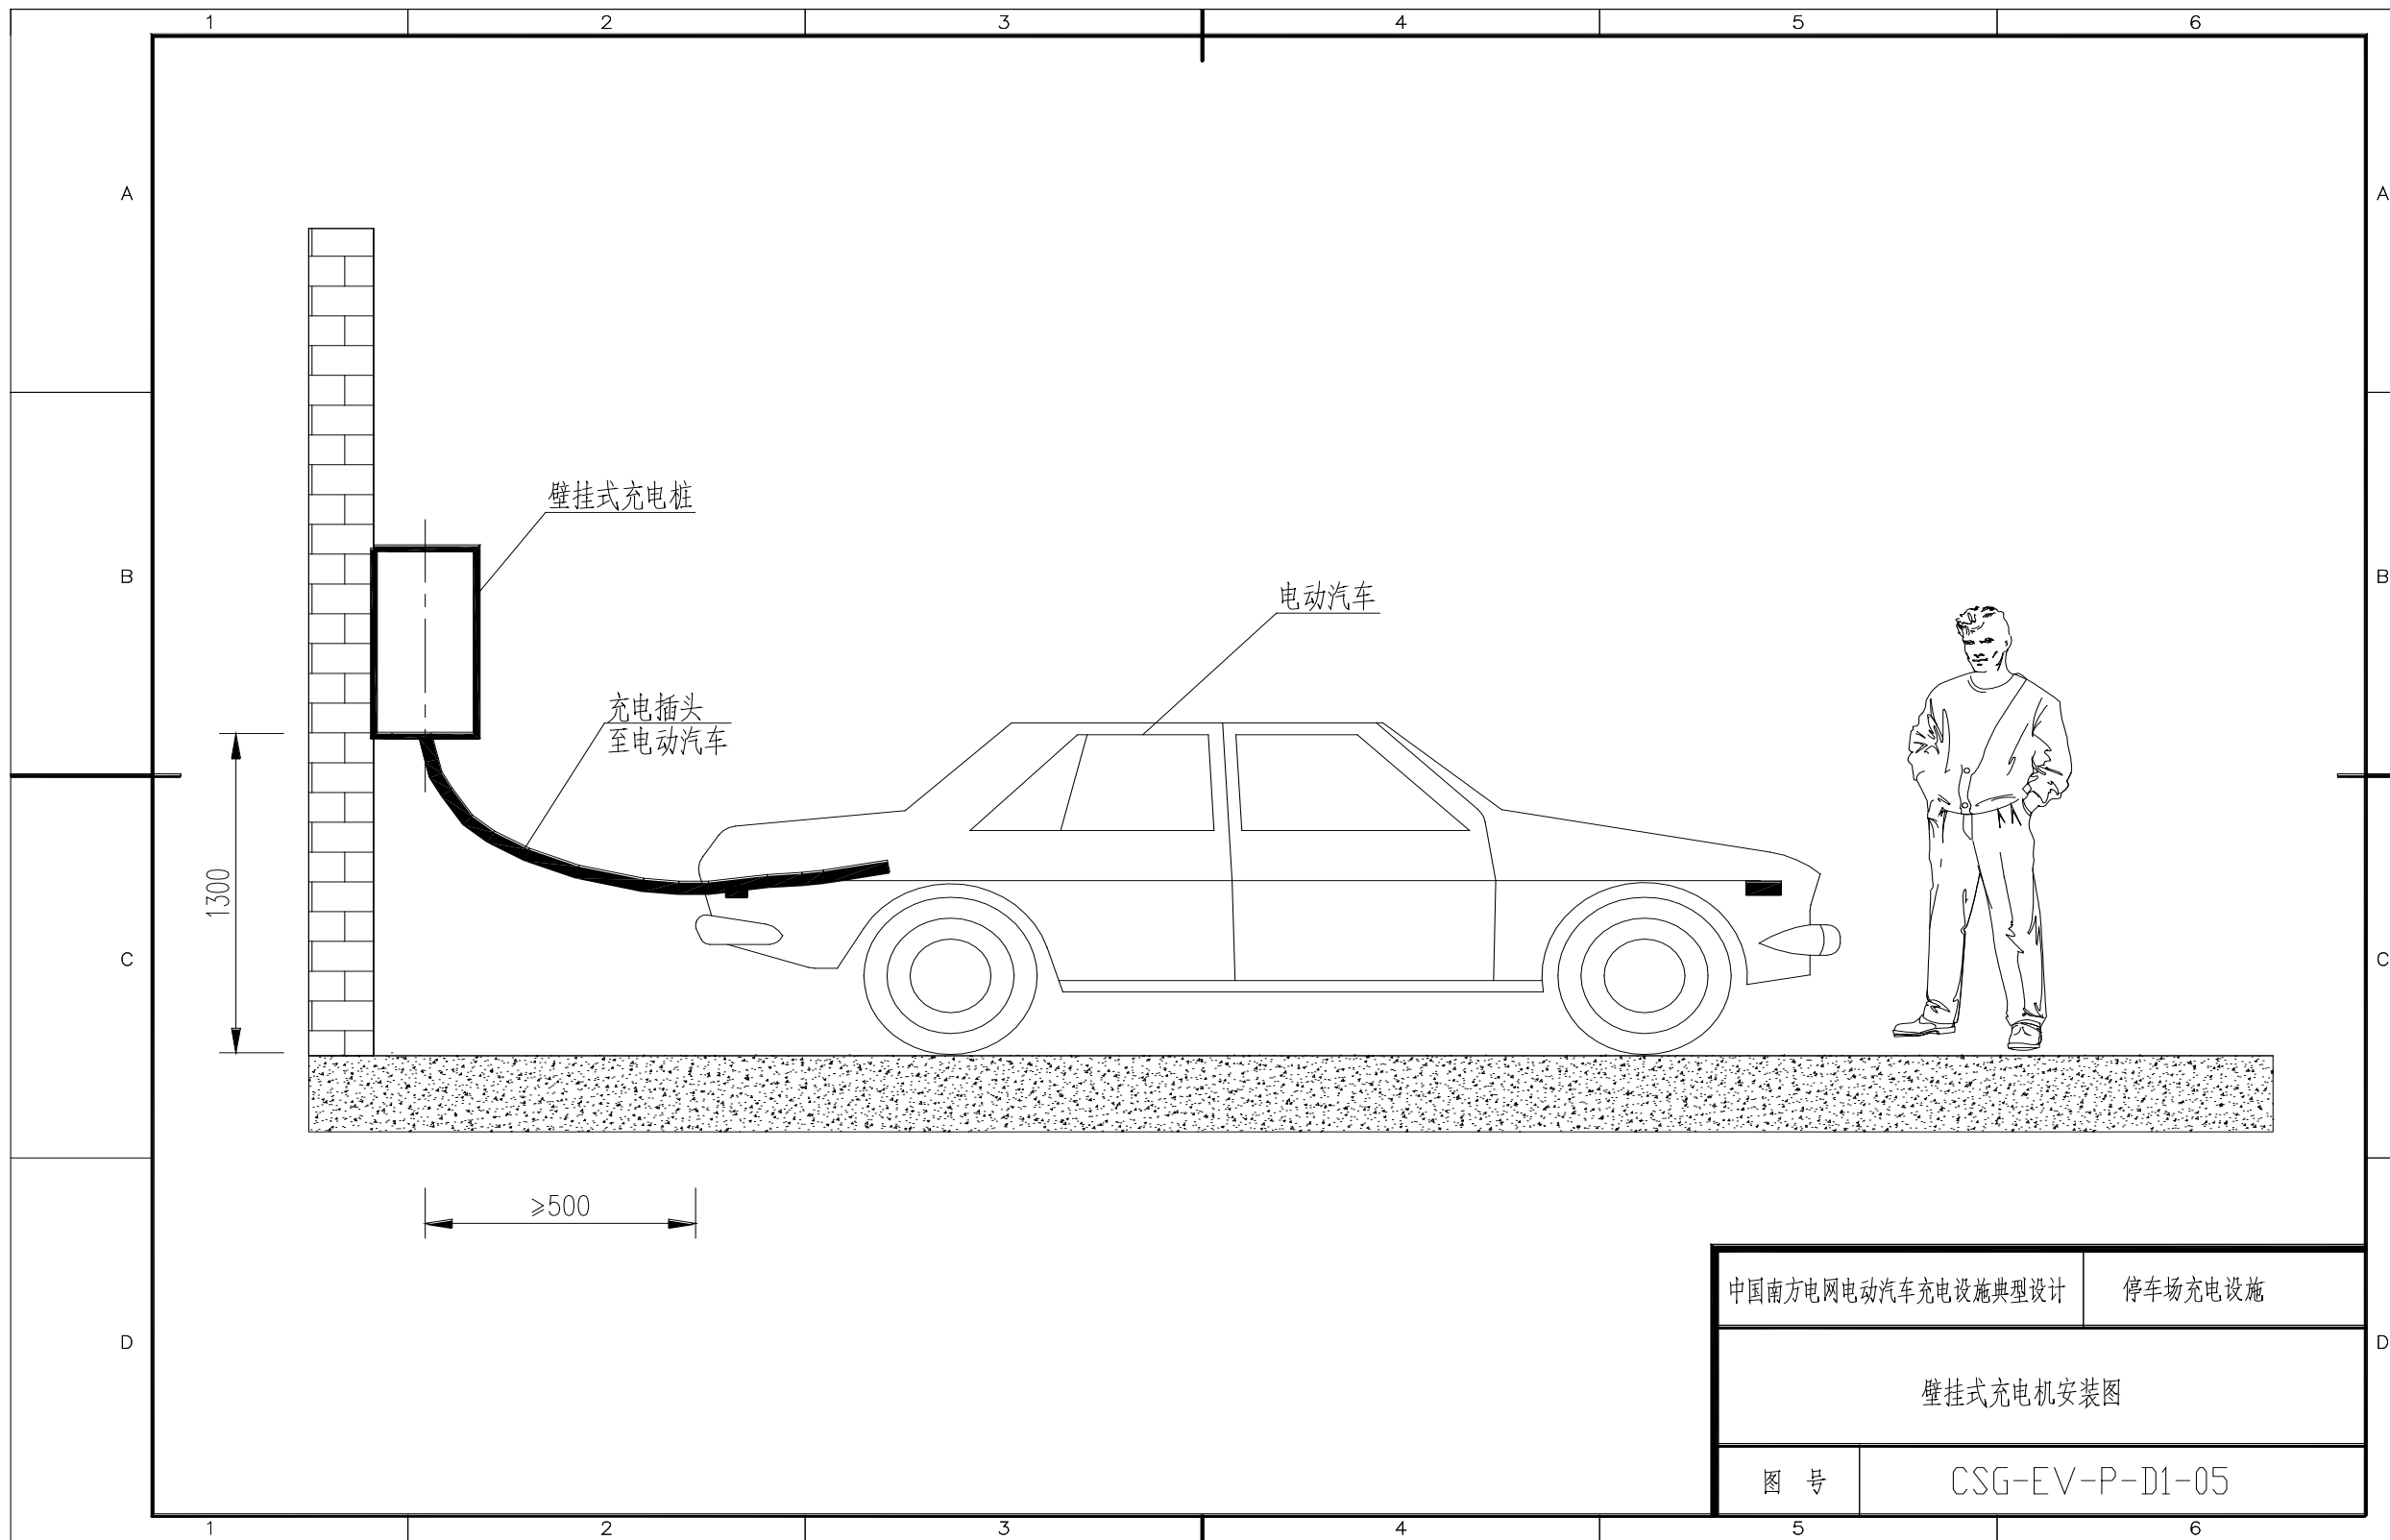 1 2 3 4 5 6
A A
壁挂式充电桩
B B
电动汽车
充电插头
至电动汽车
1300
C C
≥500
中国南方电网电动汽车充电设施典型设计 停车场充电设施
D D
壁挂式充电机安装图
图 号 CSG-EV-P-D1-05
1 2 3 4 5 6